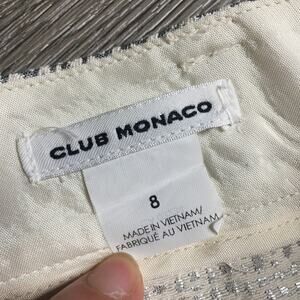 CLUB MONACO
8
MADE IN VIETNAM/
FABRIQUÉ AU VIETNAM